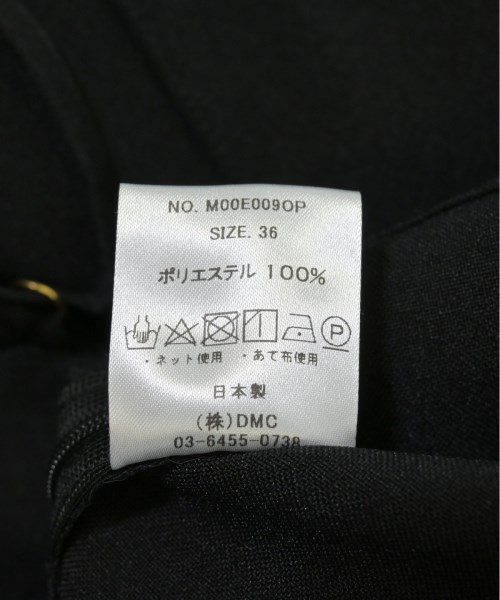 NO. M00E009OP
SIZE. 36
ポリエステル 100%
P
・ネット使用 ・あて布使用
日本製
(株)DMC
03-6455-0738